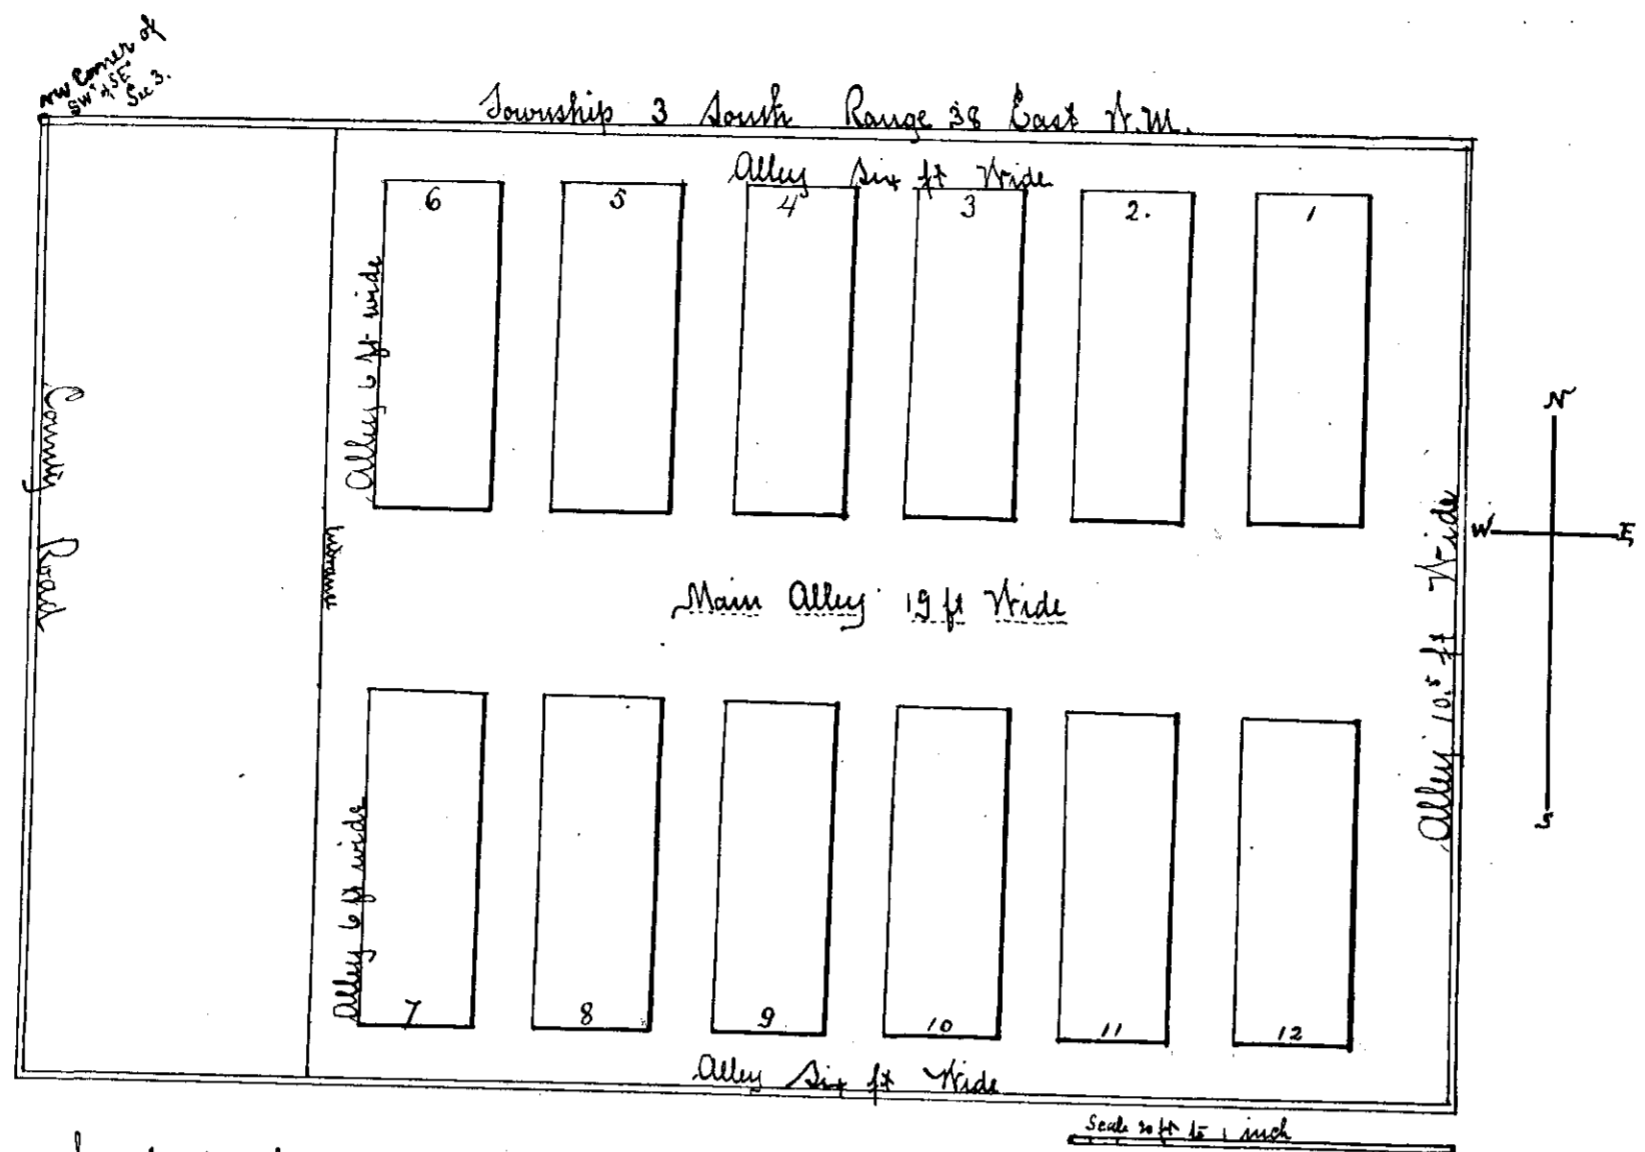 NW Corner of
SW¼ of SE¼
Sec 3.
Township 3 South Range 38 East W.M.
Alley Six ft Wide
6 5 4 3 2. 1
Alley 6 ft wide
County Road
Entrance
Main Alley 19 ft Wide
Alley 10.5 ft Wide
N
W E
S
Alley 6 ft wide
7 8 9 10 11 12
Alley Six ft Wide
Scale 20 ft to 1 inch